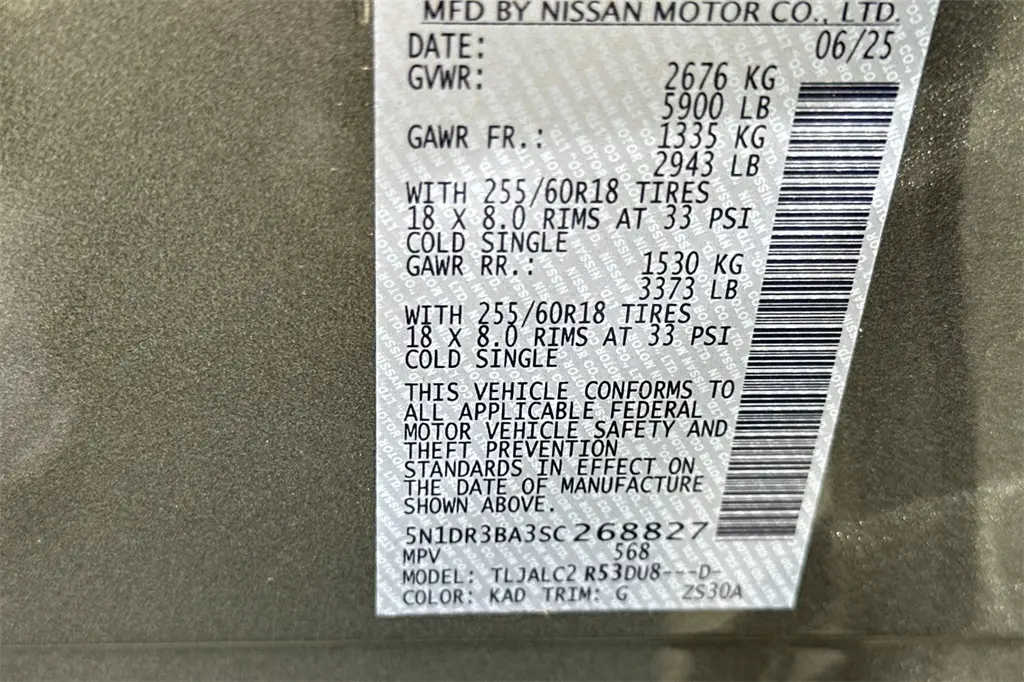 MFD BY NISSAN MOTOR CO., LTD.
DATE: 06/25
GVWR: 2676 KG
5900 LB
GAWR FR.: 1335 KG
2943 LB
WITH 255/60R18 TIRES
18 X 8.0 RIMS AT 33 PSI
COLD SINGLE
GAWR RR.: 1530 KG
3373 LB
WITH 255/60R18 TIRES
18 X 8.0 RIMS AT 33 PSI
COLD SINGLE
THIS VEHICLE CONFORMS TO
ALL APPLICABLE FEDERAL
MOTOR VEHICLE SAFETY AND
THEFT PREVENTION
STANDARDS IN EFFECT ON
THE DATE OF MANUFACTURE
SHOWN ABOVE.
5N1DR3BA3SC268827
MPV 568
MODEL: TLJALC2 R53DU8---D-
COLOR: KAD TRIM: G ZS30A